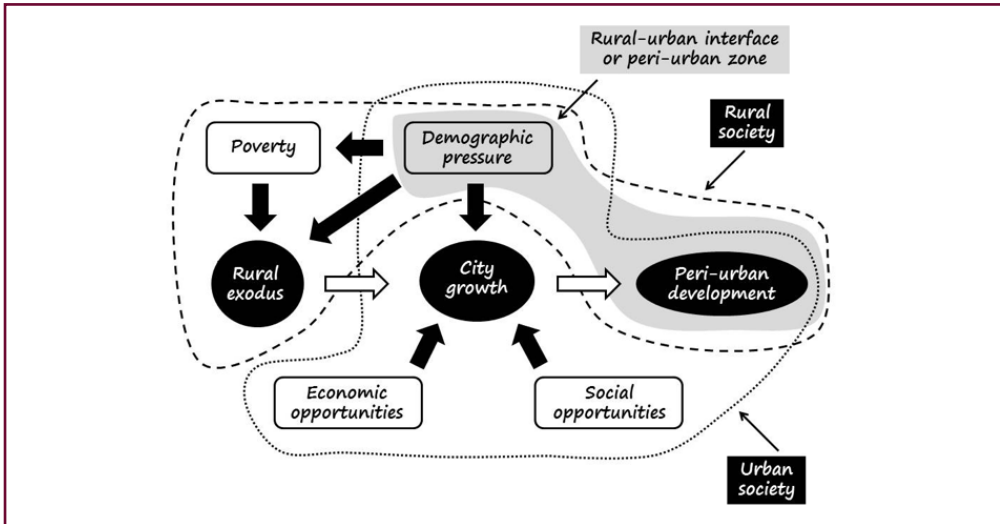 Rural-urban interface
or peri-urban zone
Rural
society
Poverty
Demographic
pressure
Rural
exodus
City
growth
Peri-urban
development
Economic
opportunities
Social
opportunities
Urban
society